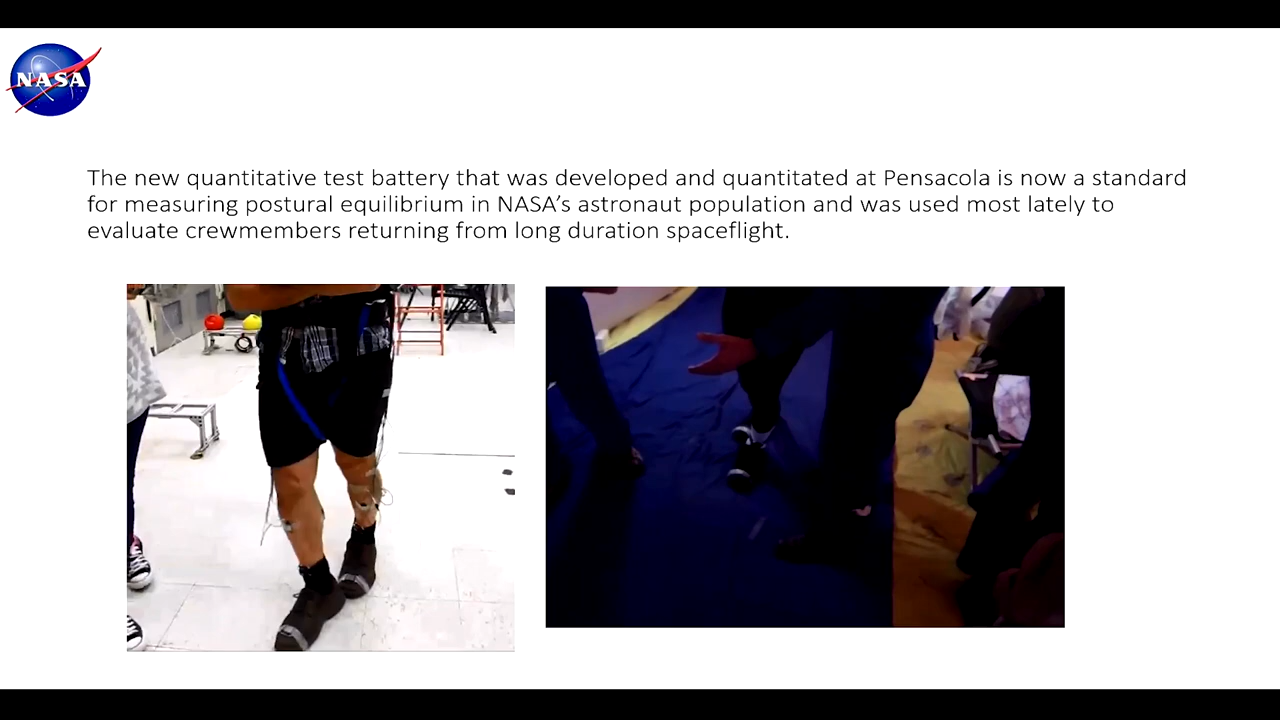 NASA
The new quantitative test battery that was developed and quantitated at Pensacola is now a standard
for measuring postural equilibrium in NASA’s astronaut population and was used most lately to
evaluate crewmembers returning from long duration spaceflight.